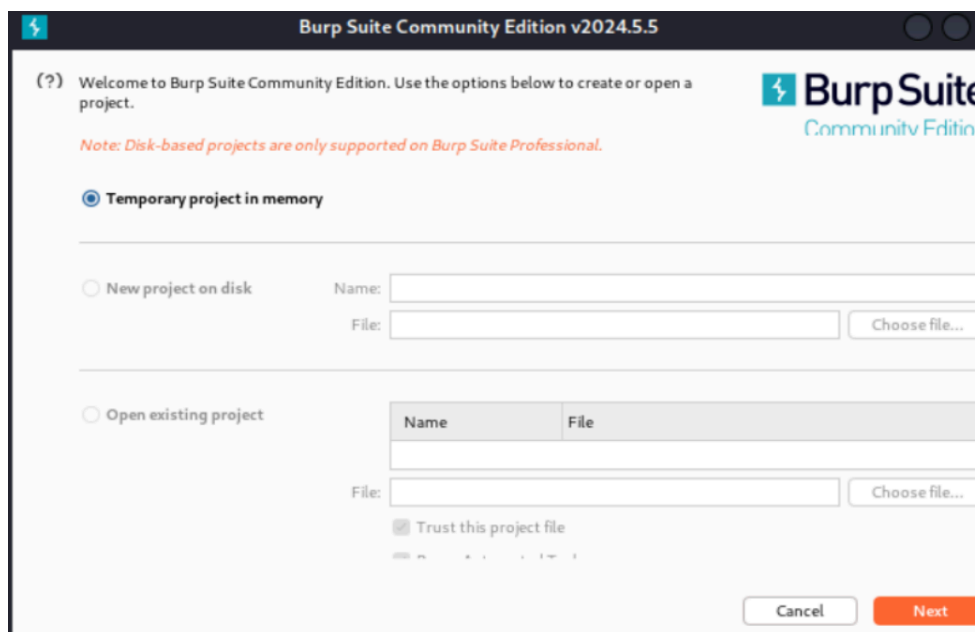 Burp Suite Community Edition v2024.5.5
(?) Welcome to Burp Suite Community Edition. Use the options below to create or open a
project.
Burp Suite
Community Edition
Note: Disk-based projects are only supported on Burp Suite Professional.
Temporary project in memory
New project on disk Name:
File: Choose file...
Open existing project Name File
File: Choose file...
Trust this project file
Cancel Next